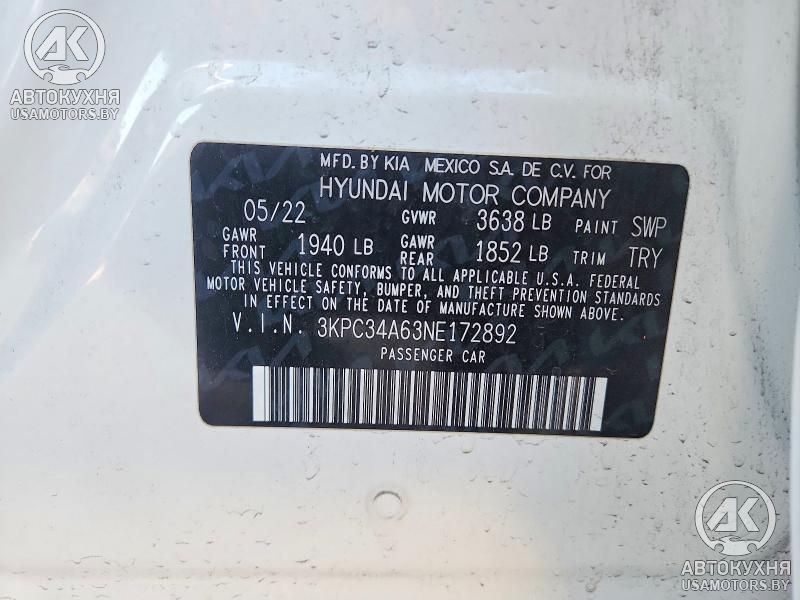 AK
АВТОКУХНЯ
USAMOTORS.BY
MFD. BY KIA MEXICO S.A. DE C.V. FOR
HYUNDAI MOTOR COMPANY
05/22 GVWR 3638 LB PAINT SWP
GAWR FRONT 1940 LB GAWR REAR 1852 LB TRIM TRY
THIS VEHICLE CONFORMS TO ALL APPLICABLE U.S.A. FEDERAL
MOTOR VEHICLE SAFETY, BUMPER, AND THEFT PREVENTION STANDARDS
IN EFFECT ON THE DATE OF MANUFACTURE SHOWN ABOVE.
V.I.N. 3KPC34A63NE172892
PASSENGER CAR
AK
АВТОКУХНЯ
USAMOTORS.BY